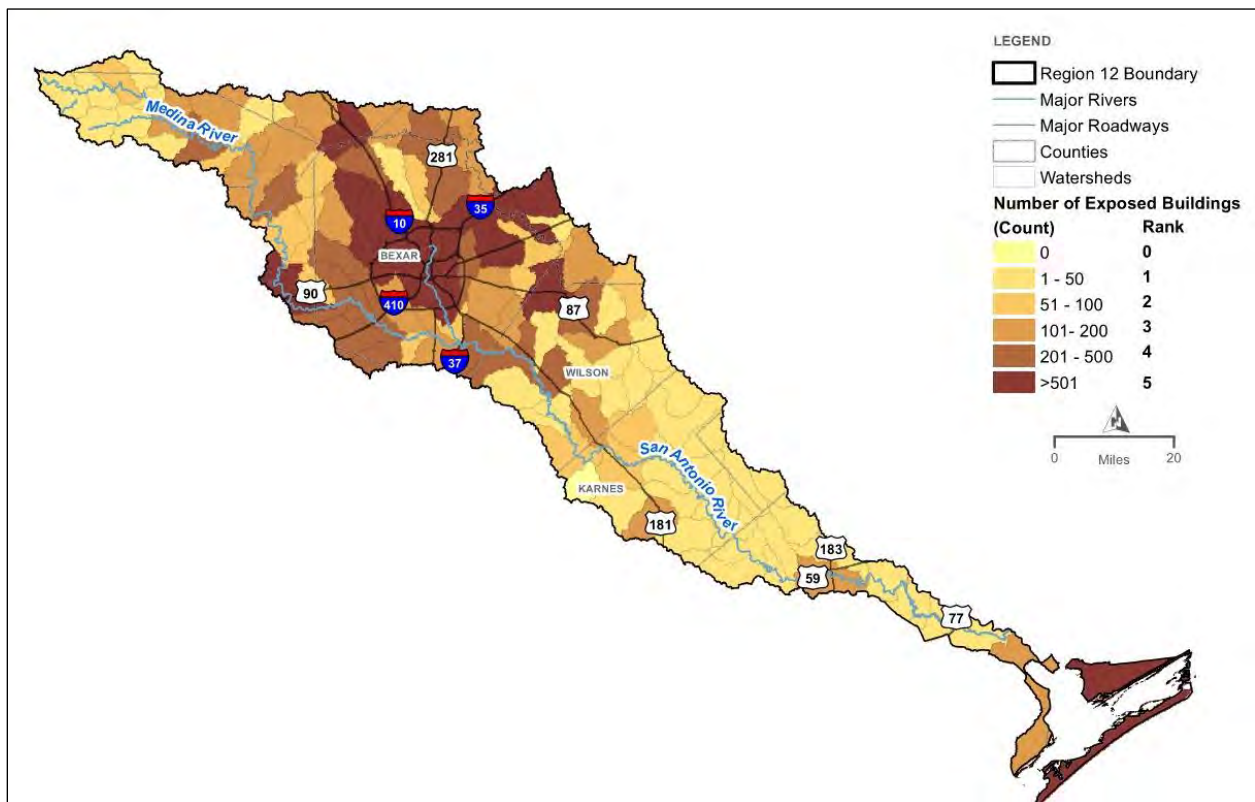 LEGEND
Region 12 Boundary
Major Rivers
Major Roadways
Counties
Watersheds
Number of Exposed Buildings
(Count) Rank
0 0
1 - 50 1
51 - 100 2
101- 200 3
201 - 500 4
>501 5
N
0 20
Miles
Medina River
281
35
10
BEXAR
90
410
87
37
WILSON
San Antonio River
KARNES
181
183
59
77